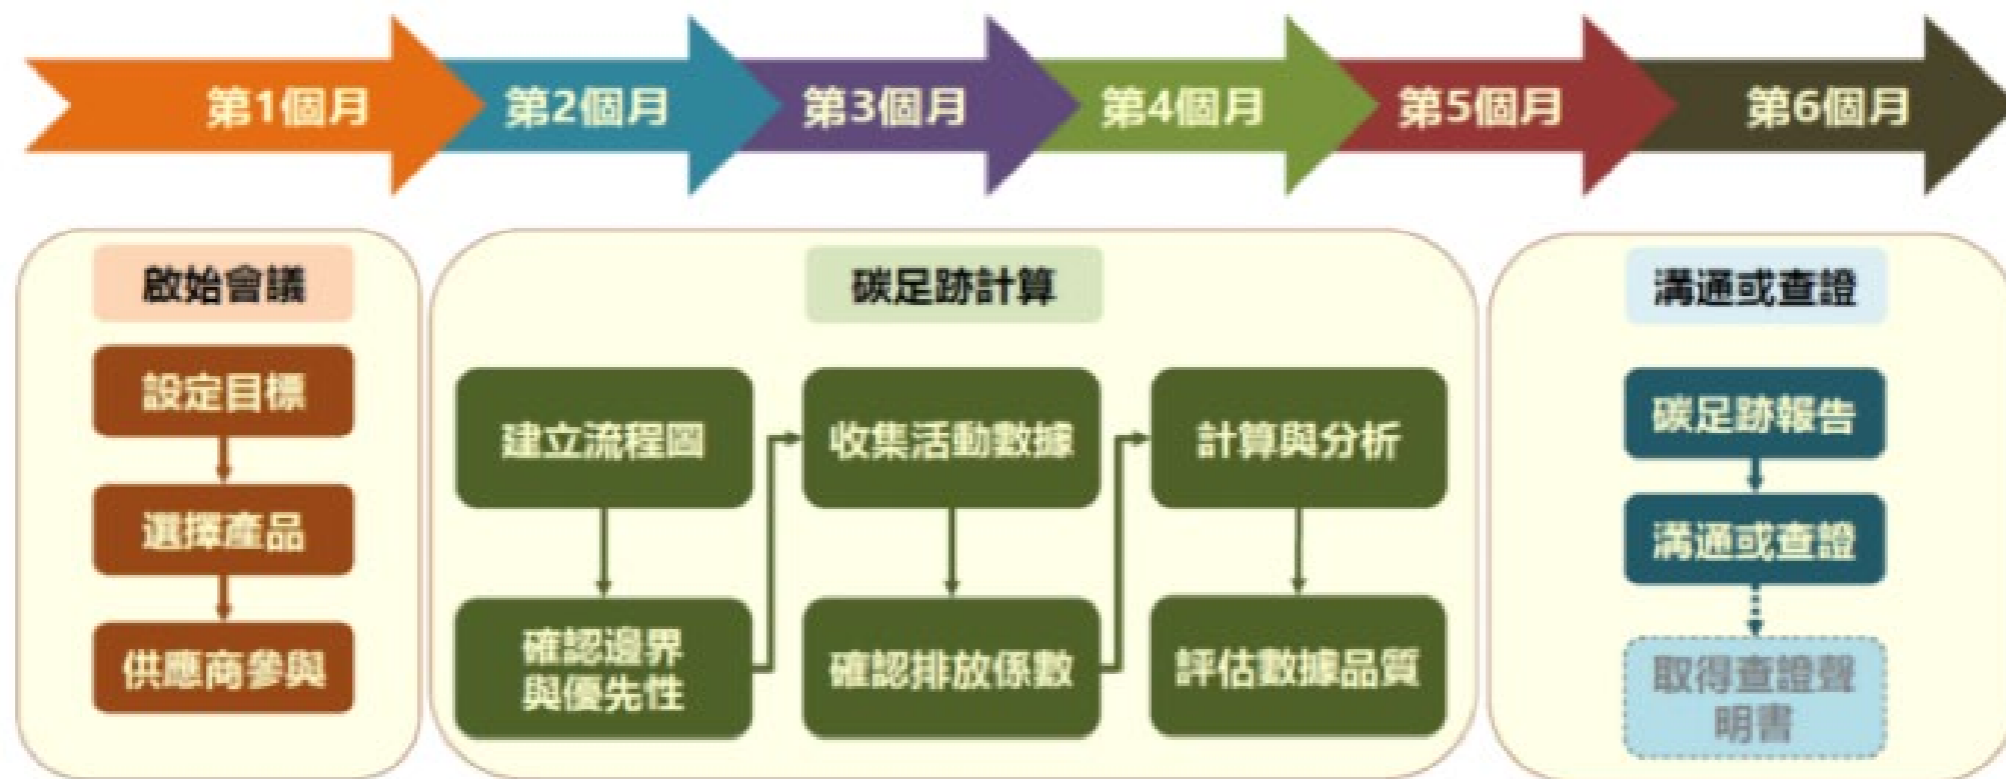 第1個月
第2個月
第3個月
第4個月
第5個月
第6個月
啟始會議
設定目標
選擇產品
供應商參與
碳足跡計算
建立流程圖
確認邊界
與優先性
收集活動數據
確認排放係數
計算與分析
評估數據品質
溝通或查證
碳足跡報告
溝通或查證
取得查證聲
明書